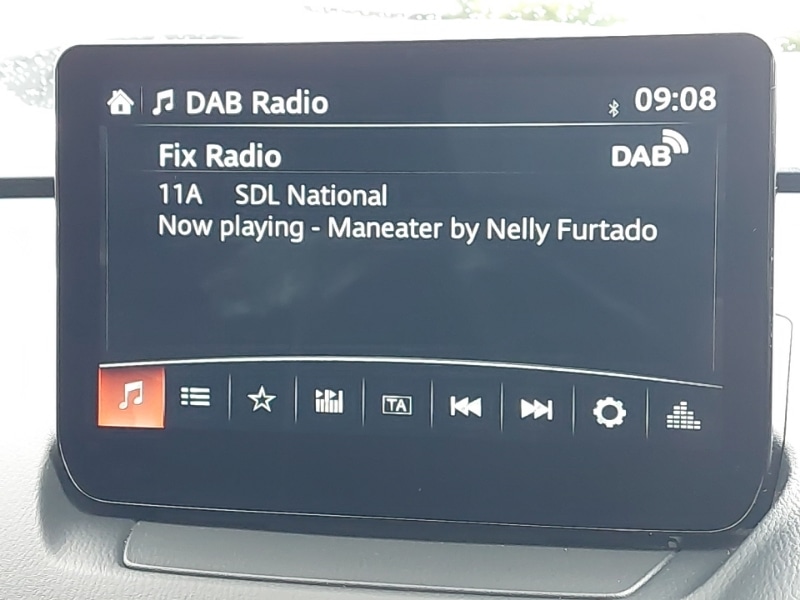 DAB Radio 09:08
Fix Radio DAB
11A SDL National
Now playing - Maneater by Nelly Furtado
TA